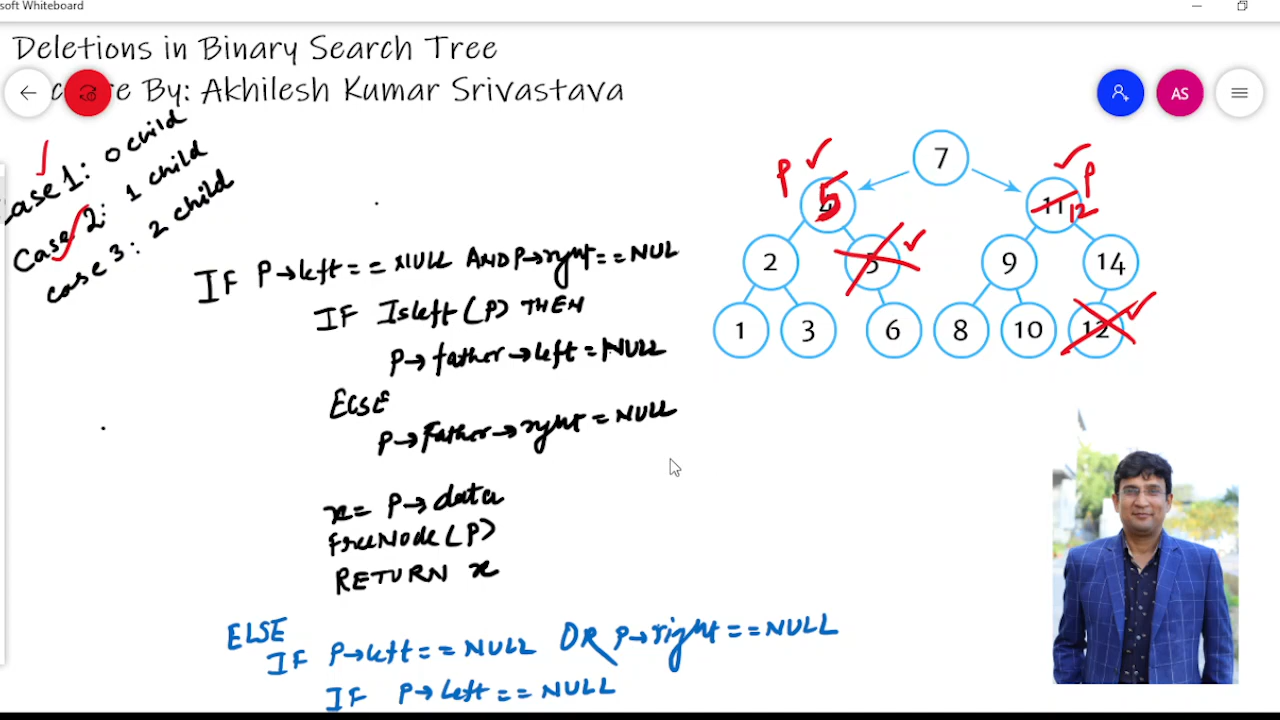 soft Whiteboard
Deletions in Binary Search Tree
e By: Akhilesh Kumar Srivastava
AS
Case 1: 0 child
Case 2: 1 child
case 3: 2 child
IF P→left == NULL AND P→right == NUL
IF Isleft (P) THEN
P→ father→left = NULL
ELSE
P→Father→right = NULL
x = P→data
freeNode (P)
RETURN x
ELSE
IF P→left == NULL OR P→right == NULL
IF P→left == NULL
7
P 5
11 12 P
2
5
9
14
1
3
6
8
10
12